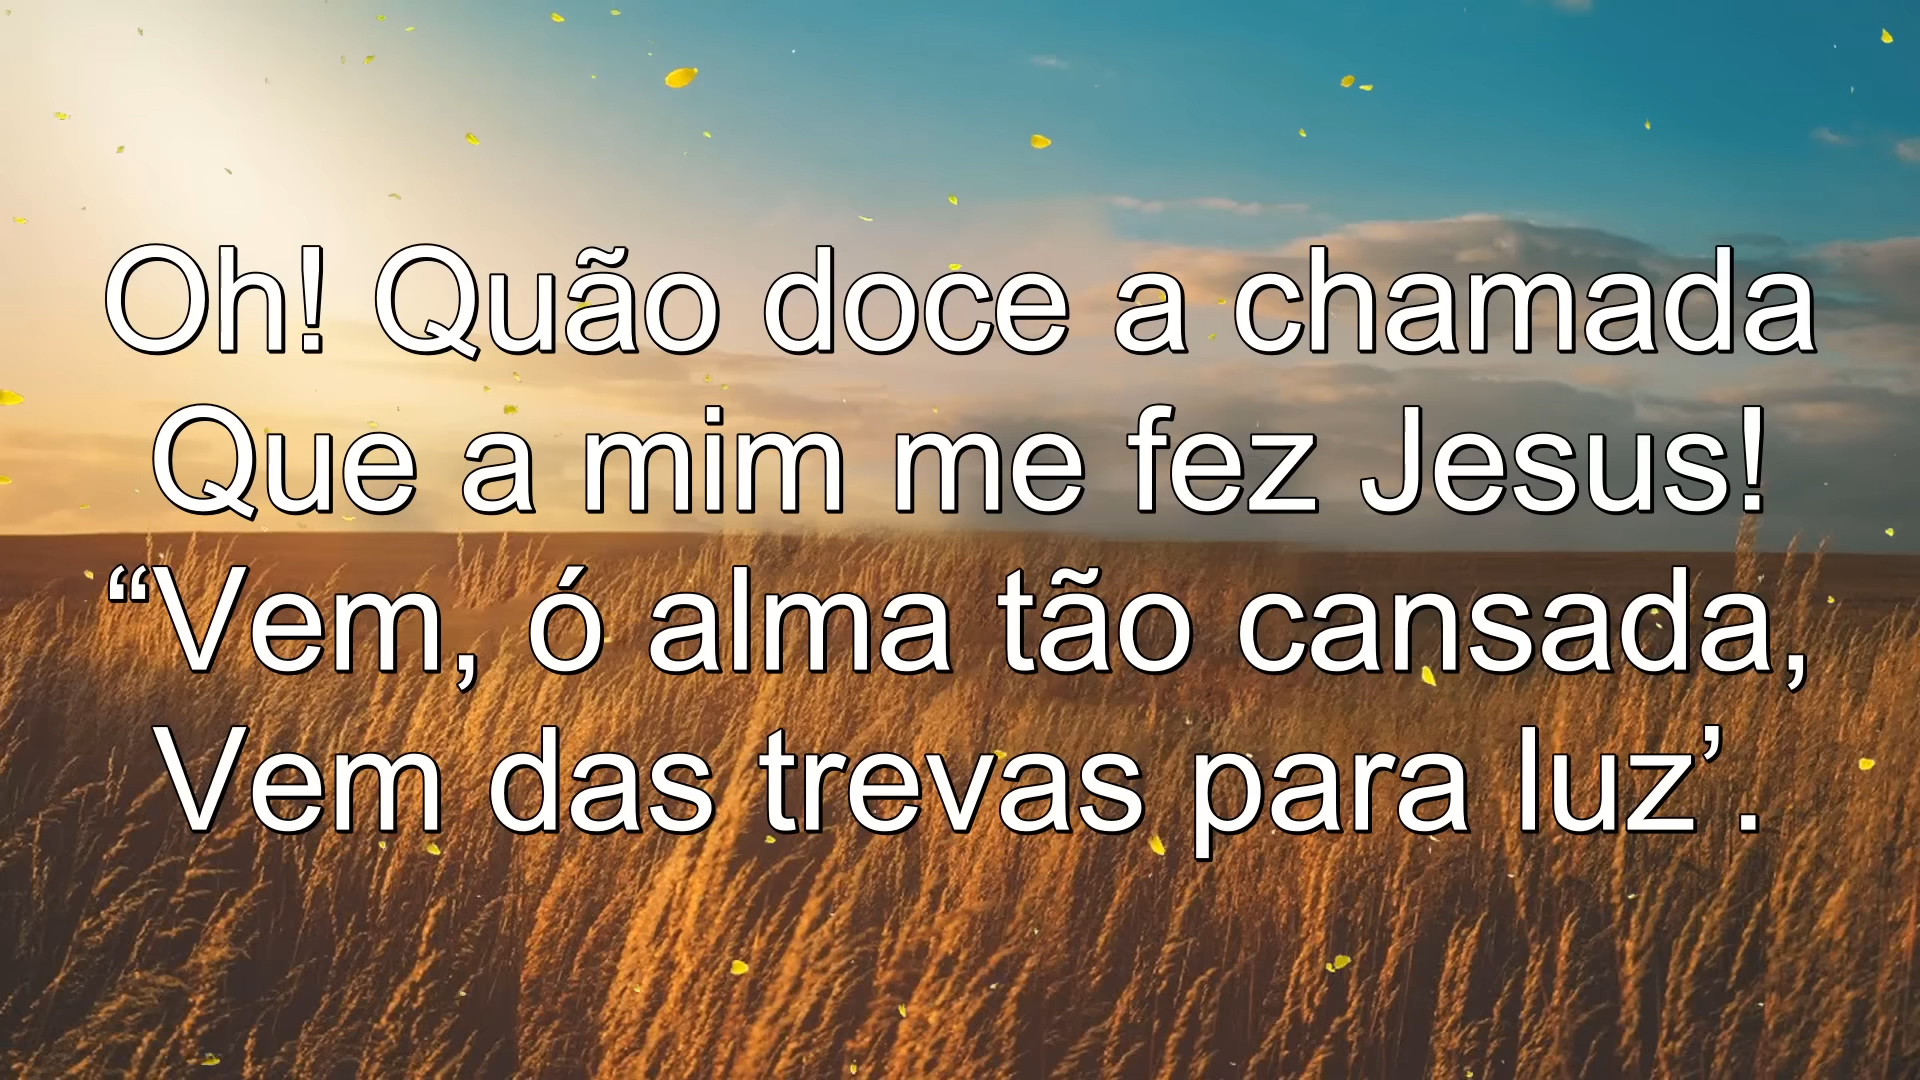 Oh! Quão doce a chamada
Que a mim me fez Jesus!
“Vem, ó alma tão cansada,
Vem das trevas para luz’.